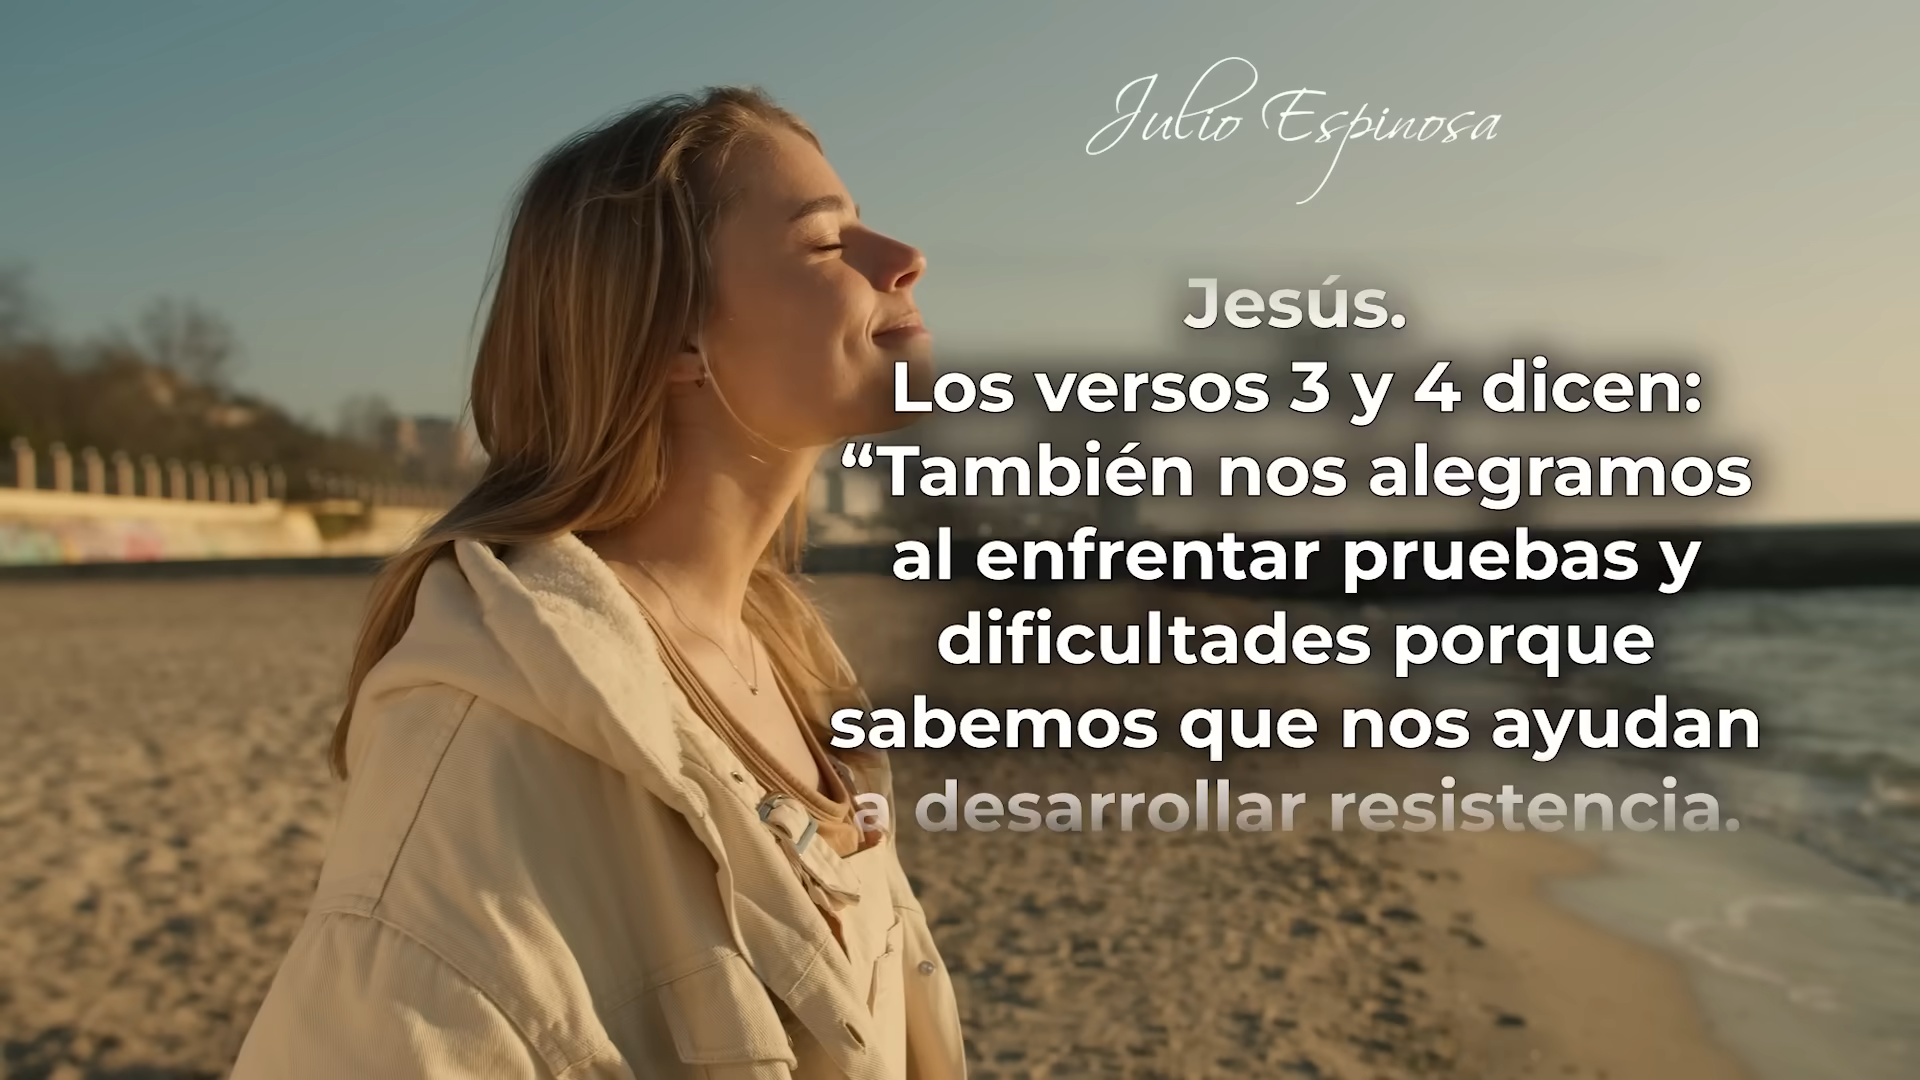 Julio Espinosa
Jesús.
Los versos 3 y 4 dicen:
“También nos alegramos
al enfrentar pruebas y
dificultades porque
sabemos que nos ayudan
a desarrollar resistencia.